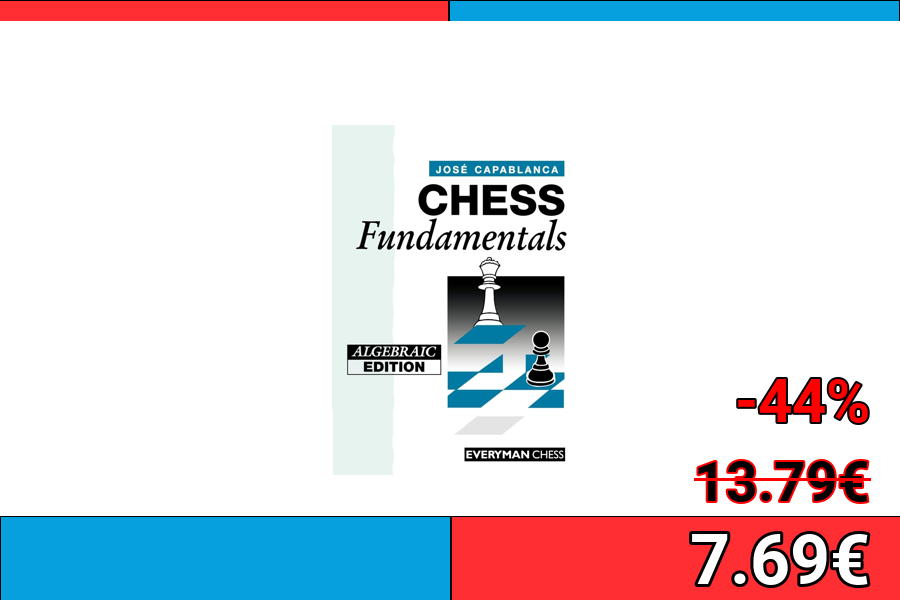 JOSÉ CAPABLANCA
CHESS
Fundamentals
ALGEBRAIC
EDITION
EVERYMAN CHESS
-44%
13.79€
7.69€